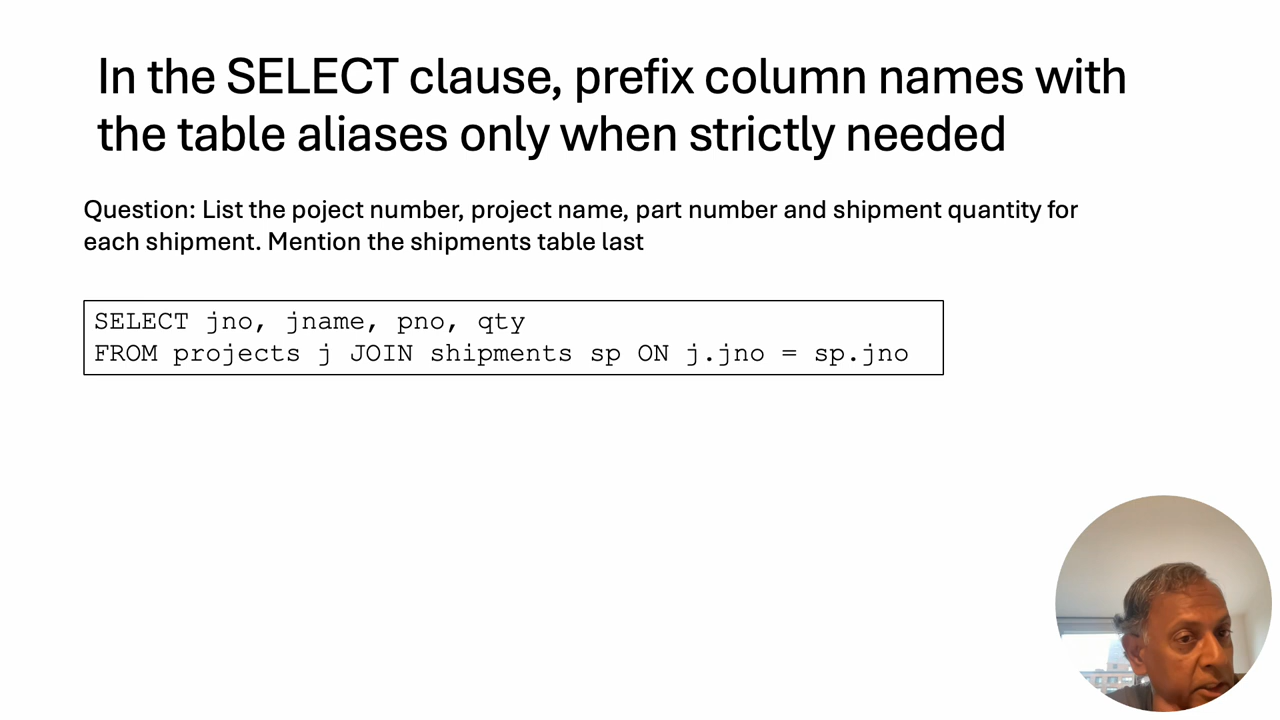 In the SELECT clause, prefix column names with
the table aliases only when strictly needed
Question: List the poject number, project name, part number and shipment quantity for
each shipment. Mention the shipments table last
SELECT jno, jname, pno, qty
FROM projects j JOIN shipments sp ON j.jno = sp.jno